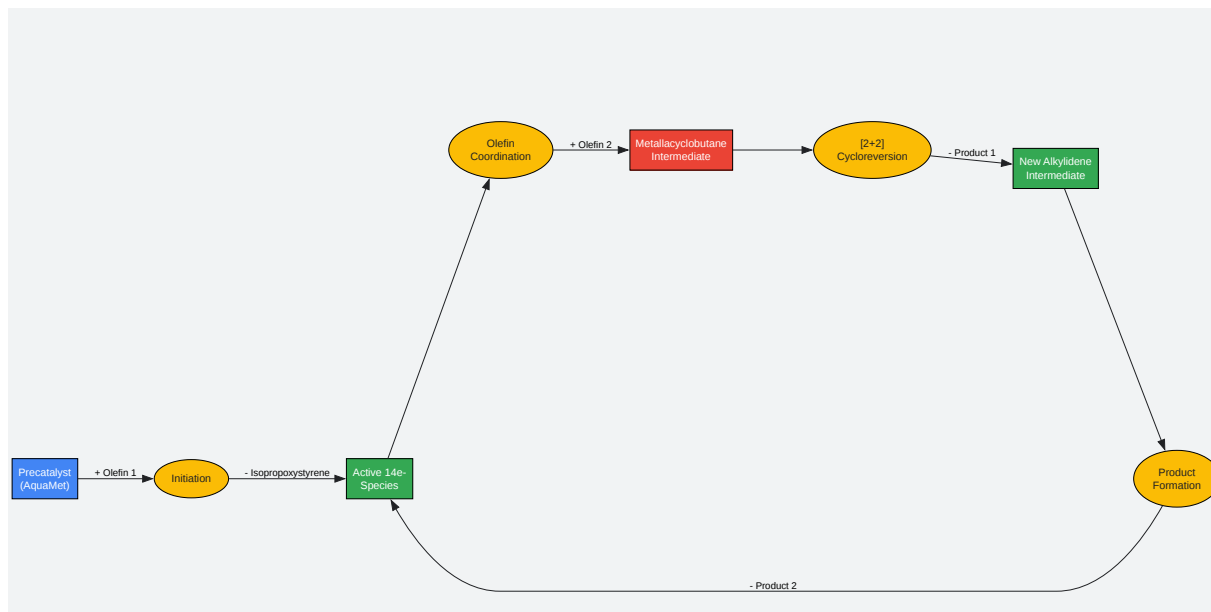 Olefin
Coordination
+ Olefin 2
Metallacyclobutane
Intermediate
[2+2]
Cycloreversion
- Product 1
New Alkylidene
Intermediate
Precatalyst
(AquaMet)
+ Olefin 1
Initiation
- Isopropoxystyrene
Active 14e-
Species
Product
Formation
- Product 2